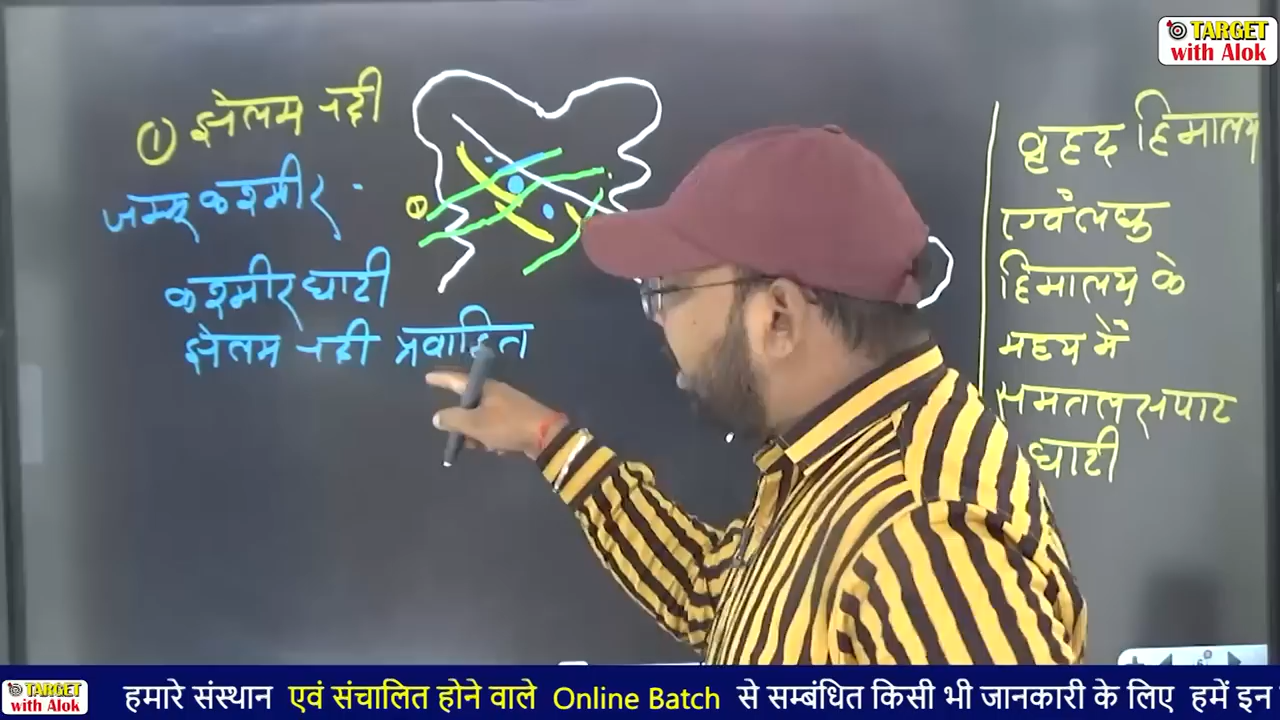 TARGET
with Alok
① झेलम नदी
जम्मू कश्मीर
कश्मीर घाटी
झेलम नदी प्रवाहित
वृहद हिमालय
एवं लघु
हिमालय के
मध्य में
समतल सपाट
घाटी
TARGET
with Alok
हमारे संस्थान एवं संचालित होने वाले Online Batch से सम्बंधित किसी भी जानकारी के लिए हमें इन